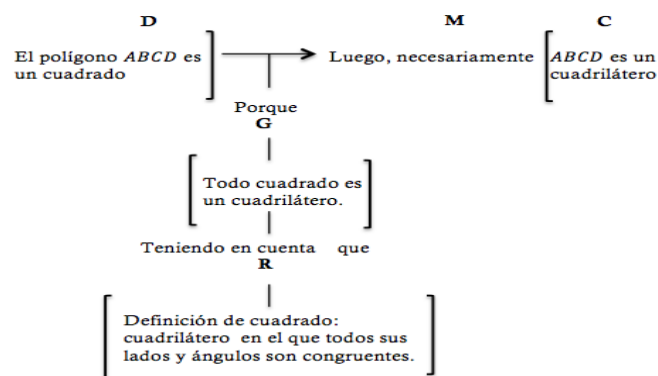 D M C
El polígono ABCD es
un cuadrado
Luego, necesariamente
ABCD es un
cuadrilátero
Porque
G
Todo cuadrado es
un cuadrilátero.
Teniendo en cuenta que
R
Definición de cuadrado:
cuadrilátero en el que todos sus
lados y ángulos son congruentes.